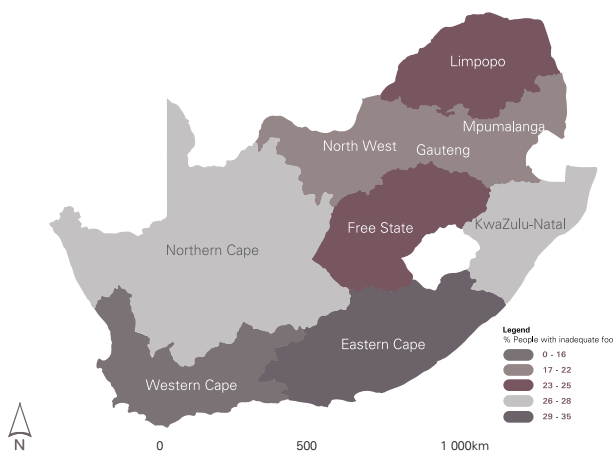 Limpopo
Mpumalanga
North West
Gauteng
Free State
KwaZulu-Natal
Northern Cape
Eastern Cape
Western Cape
Legend
% People with inadequate foo
0 - 16
17 - 22
23 - 25
26 - 28
29 - 35
N
0 500 1 000km